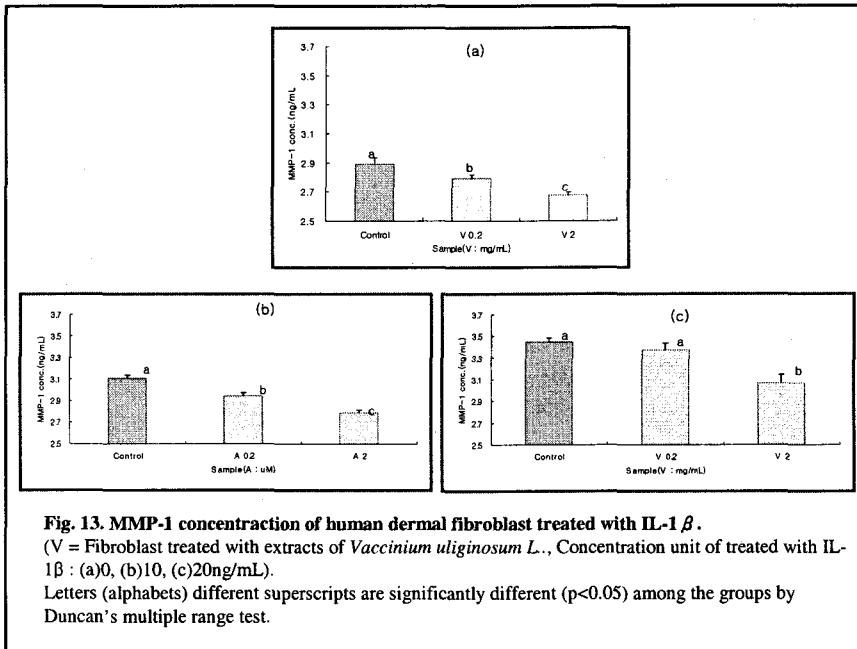 (a)
3.7
3.5
3.3
3.1
2.9
2.7
2.5
MMP-1 conc.(ng/mL)
a
b
c
Control
V 0.2
V 2
Sample(V : mg/mL)
(b)
3.7
3.5
3.3
3.1
2.9
2.7
2.5
MMP-1 conc.(ng/mL)
a
b
c
Control
A 0.2
A 2
Sample(A : uM)
(c)
3.7
3.5
3.3
3.1
2.9
2.7
2.5
MMP-1 conc.(ng/mL)
a
a
b
Control
V 0.2
V 2
Sample(V : mg/mL)
Fig. 13. MMP-1 concentraction of human dermal fibroblast treated with IL-1 β.
(V = Fibroblast treated with extracts of Vaccinium uliginosum L.., Concentration unit of treated with IL-
1β : (a)0, (b)10, (c)20ng/mL).
Letters (alphabets) different superscripts are significantly different (p<0.05) among the groups by
Duncan's multiple range test.